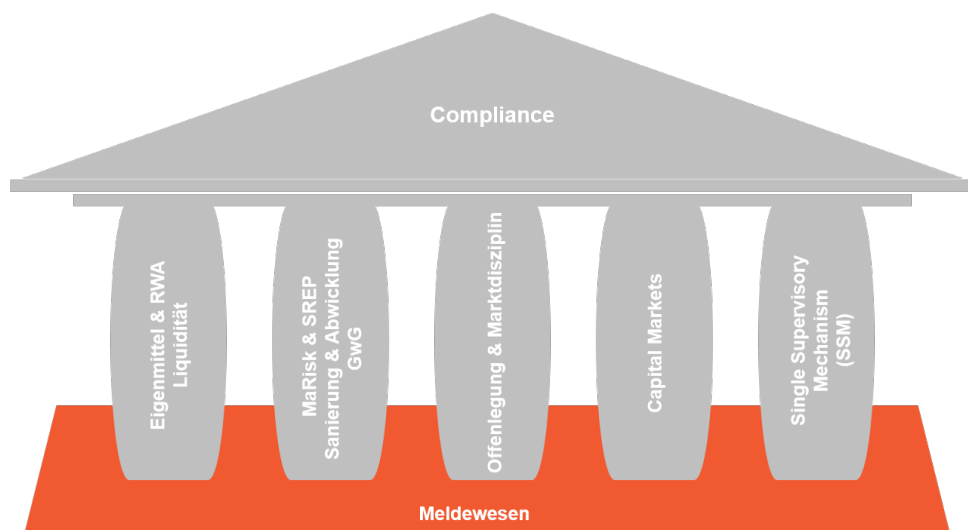 Compliance
Eigenmittel & RWA
Liquidität
MaRisk & SREP
Sanierung & Abwicklung
GwG
Offenlegung & Marktdisziplin
Capital Markets
Single Supervisory
Mechanism
(SSM)
Meldewesen